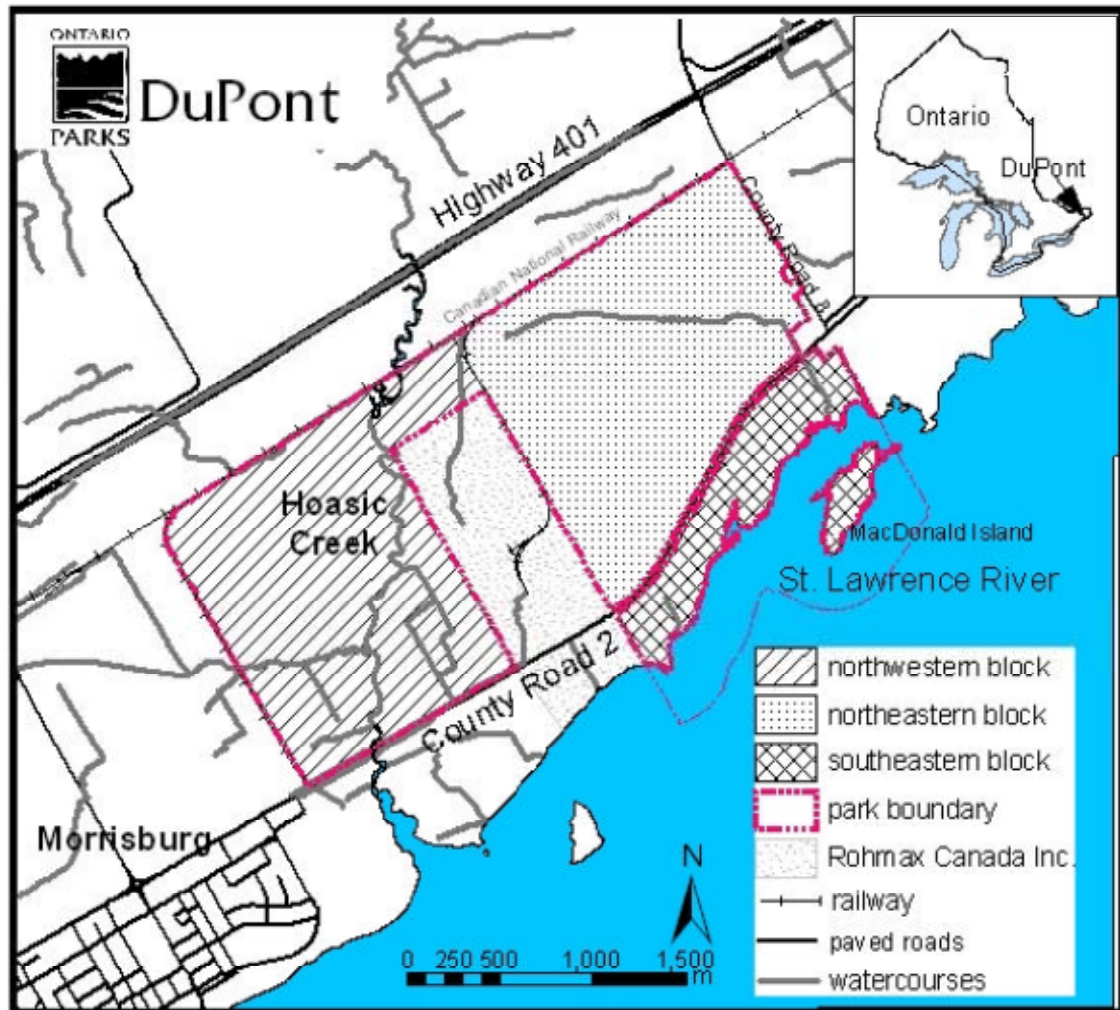 ONTARIO
PARKS
DuPont
Highway 401
Canadian National Railway
County Road 8
Ontario
DuPont
Hoasic
Creek
MacDonald Island
St. Lawrence River
County Road 2
Morrisburg
northwestern block
northeastern block
southeastern block
park boundary
Rohmax Canada Inc.
railway
paved roads
watercourses
N
0 250 500 1,000 1,500
m